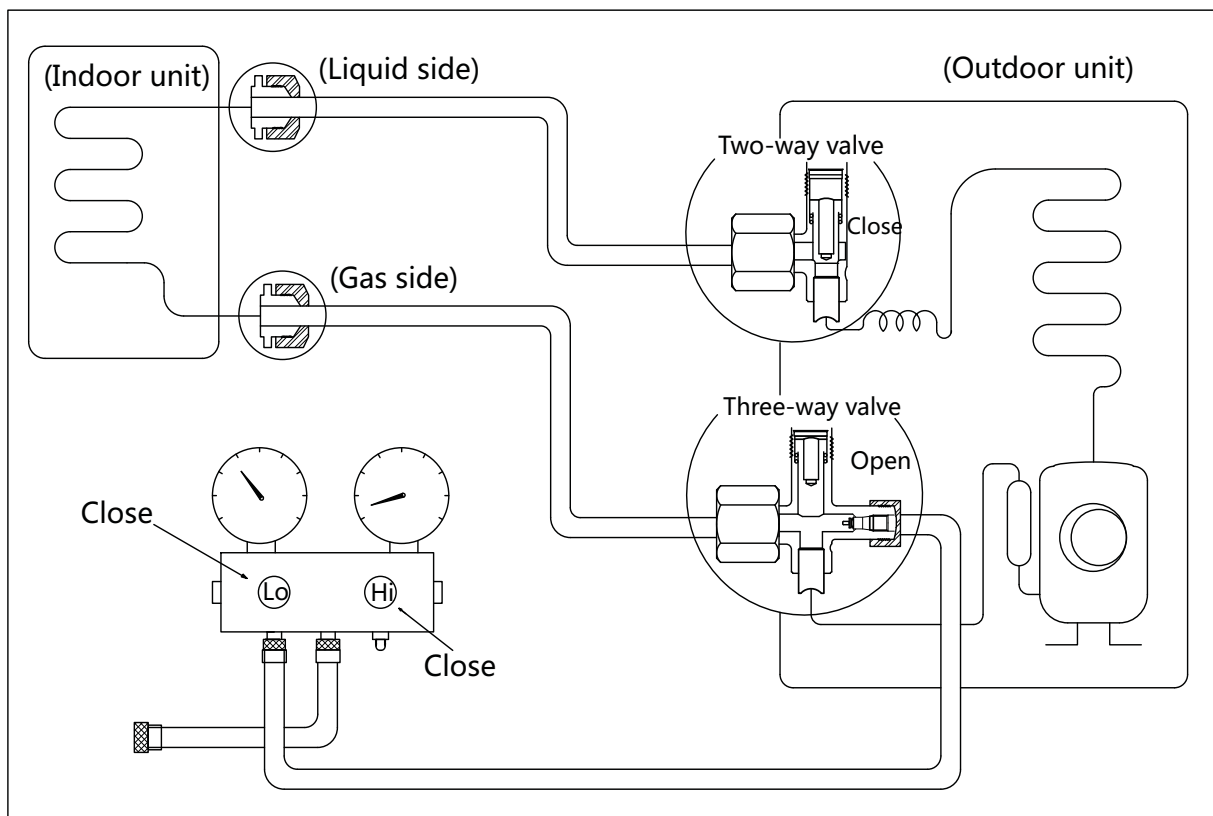 (Indoor unit)
(Liquid side)
(Outdoor unit)
Two-way valve
Close
(Gas side)
Three-way valve
Open
Close
Lo
Hi
Close